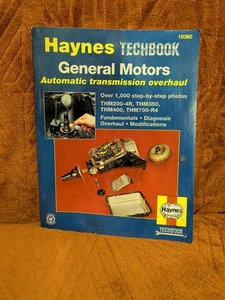 10360
Haynes TECHBOOK
General Motors
Automatic transmission overhaul
Over 1,000 step-by-step photos
THM200-4R, THM350,
THM400, THM700-R4
Fundamentals • Diagnosis
Overhaul • Modifications
Haynes
TECHBOOK